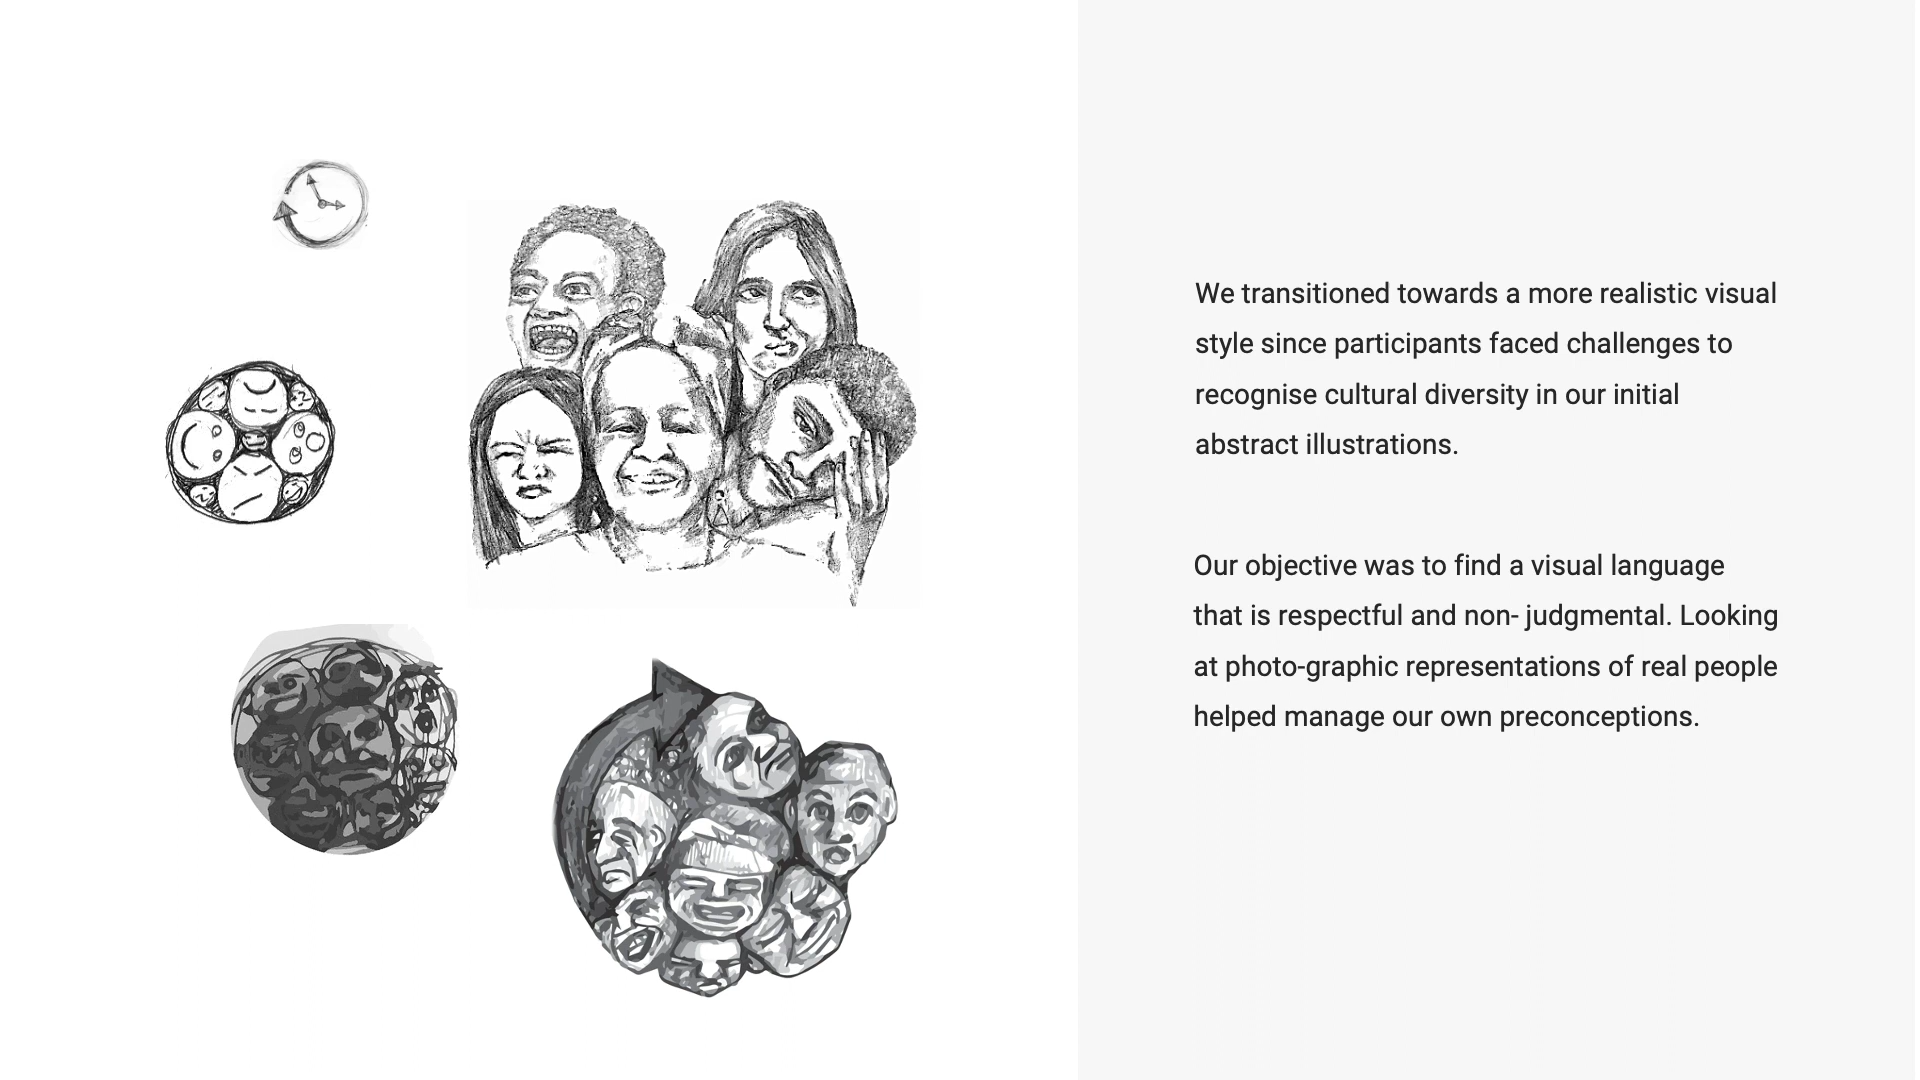 We transitioned towards a more realistic visual
style since participants faced challenges to
recognise cultural diversity in our initial
abstract illustrations.
Our objective was to find a visual language
that is respectful and non- judgmental. Looking
at photo-graphic representations of real people
helped manage our own preconceptions.